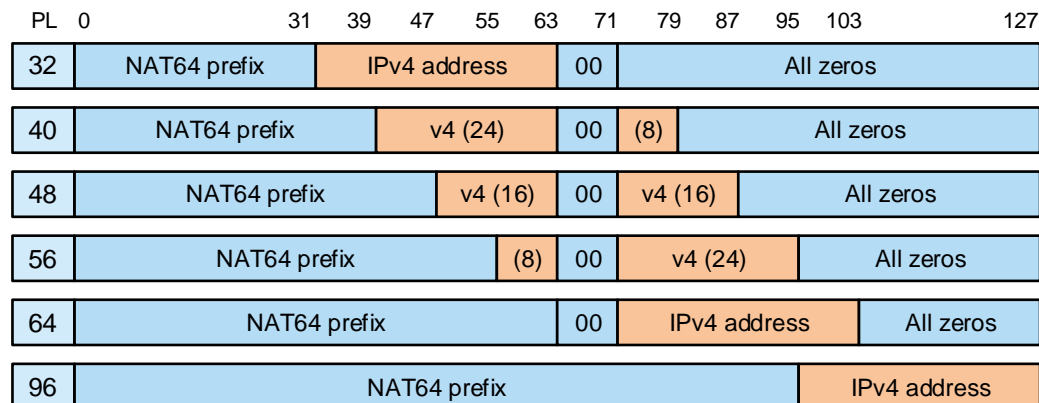 PL 0 31 39 47 55 63 71 79 87 95 103 127
32 NAT64 prefix IPv4 address 00 All zeros
40 NAT64 prefix v4 (24) 00 (8) All zeros
48 NAT64 prefix v4 (16) 00 v4 (16) All zeros
56 NAT64 prefix (8) 00 v4 (24) All zeros
64 NAT64 prefix 00 IPv4 address All zeros
96 NAT64 prefix IPv4 address